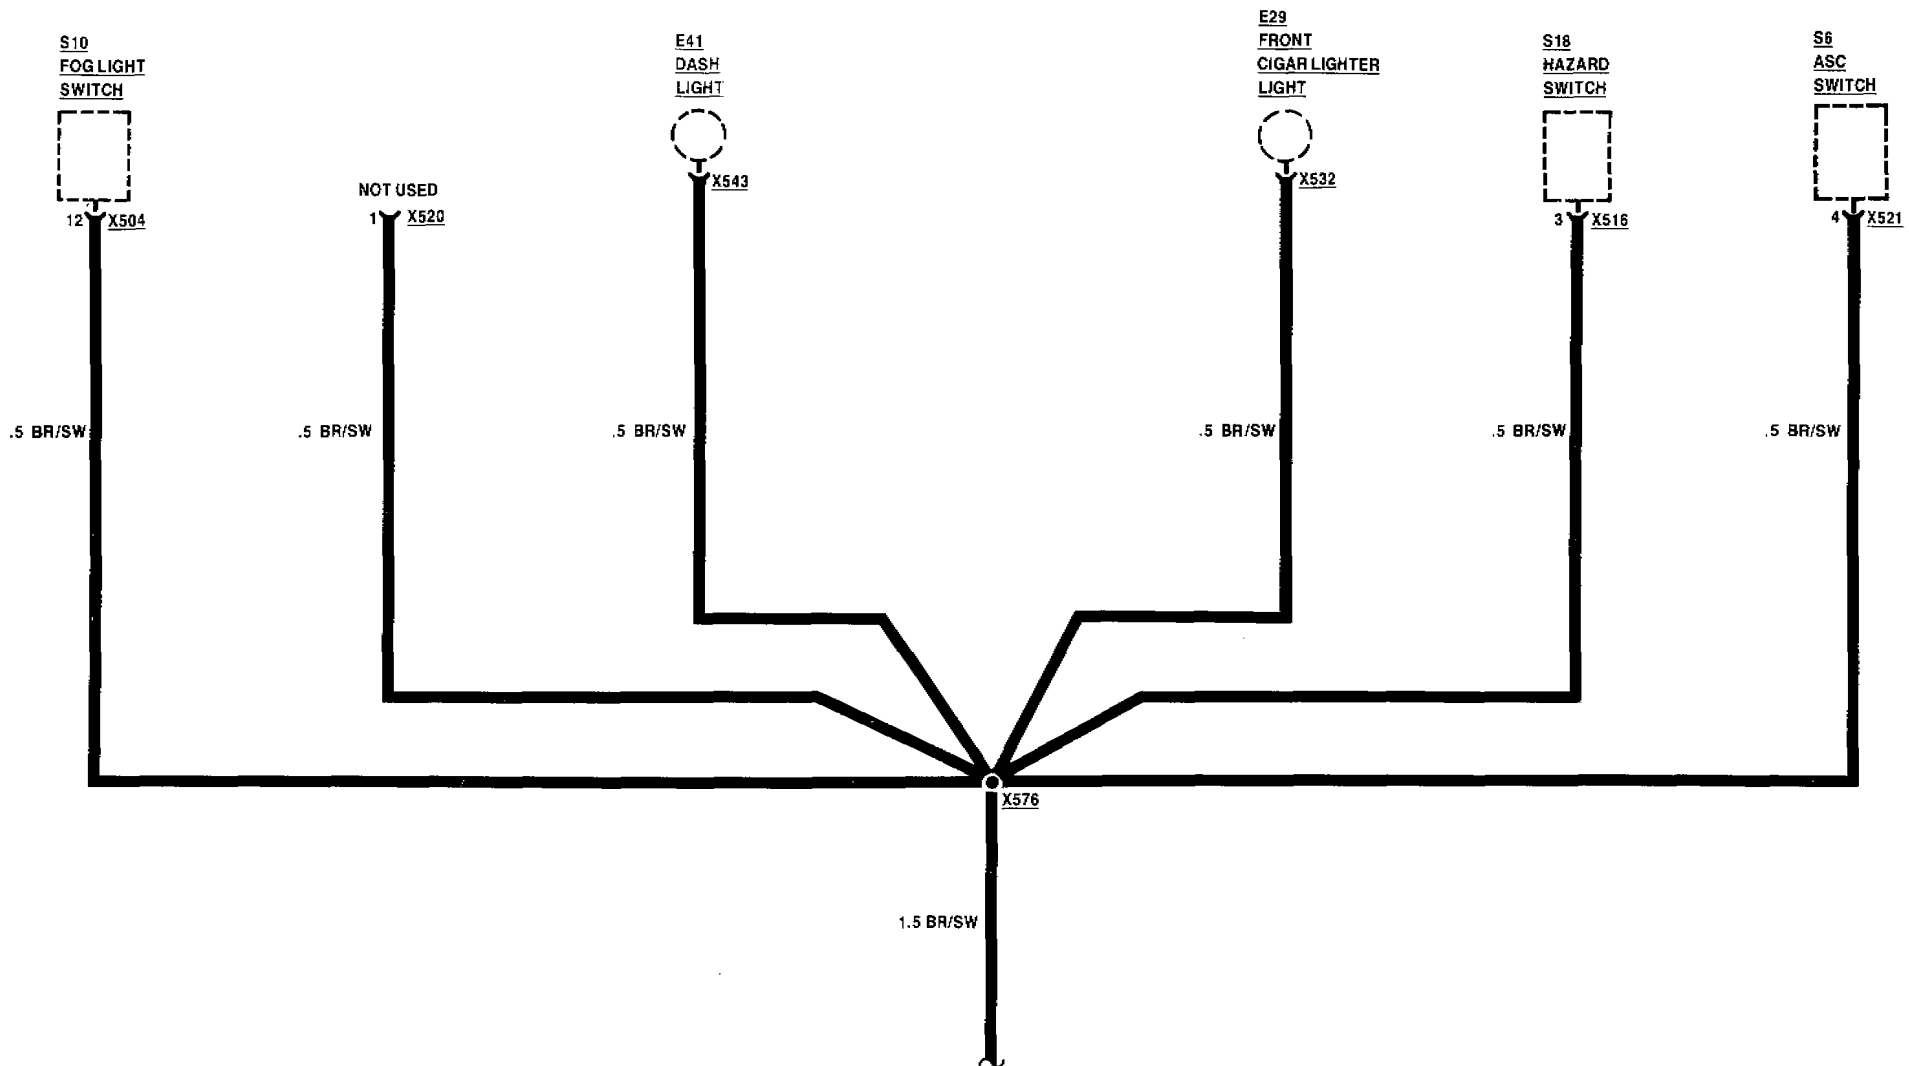 S10
FOG LIGHT
SWITCH
12
X504
NOT USED
1
X520
E41
DASH
LIGHT
X543
E29
FRONT
CIGAR LIGHTER
LIGHT
X532
S18
HAZARD
SWITCH
3
X516
S6
ASC
SWITCH
4
X521
.5 BR/SW
.5 BR/SW
.5 BR/SW
.5 BR/SW
.5 BR/SW
.5 BR/SW
X576
1.5 BR/SW